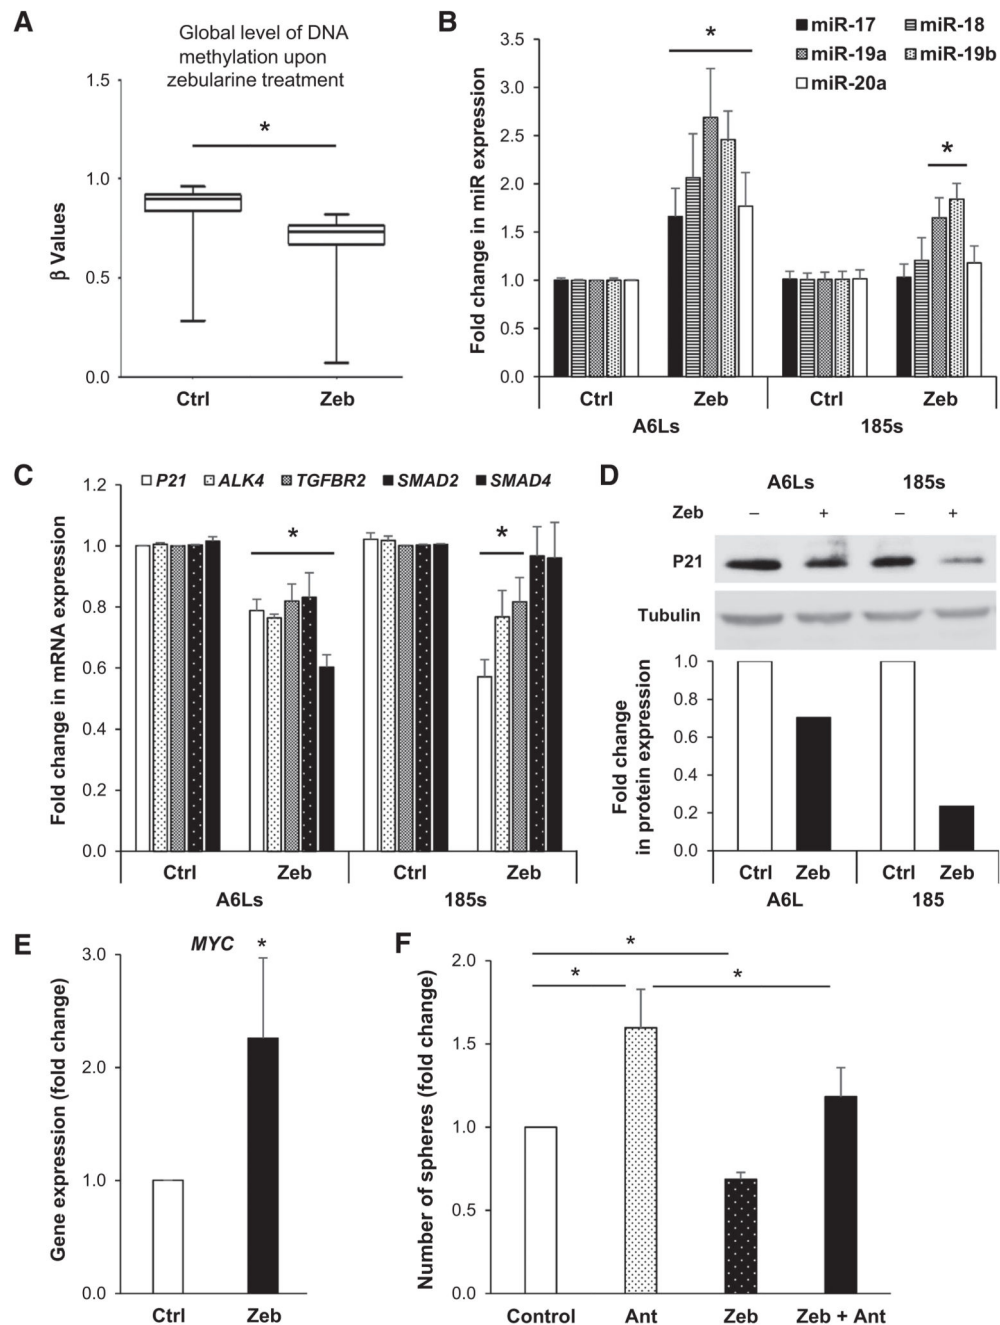 A
Global level of DNA
methylation upon
zebularine treatment
*
β Values
1.5
1.0
0.5
0.0
Ctrl Zeb
B
miR-17 miR-18
miR-19a miR-19b
miR-20a
* *
Fold change in miR expression
3.5
3.0
2.5
2.0
1.5
1.0
0.5
0.0
Ctrl Zeb Ctrl Zeb
A6Ls 185s
C
P21 ALK4 TGFBR2 SMAD2 SMAD4
* *
Fold change in mRNA expression
1.2
1.0
0.8
0.6
0.4
0.2
0.0
Ctrl Zeb Ctrl Zeb
A6Ls 185s
D
A6Ls 185s
Zeb – + – +
P21
Tubulin
Fold change
in protein expression
1.0
0.8
0.6
0.4
0.2
0.0
Ctrl Zeb Ctrl Zeb
A6L 185
E
MYC *
Gene expression (fold change)
3.0
2.0
1.0
0.0
Ctrl Zeb
F
*
* *
Number of spheres (fold change)
2.0
1.5
1.0
0.5
0.0
Control Ant Zeb Zeb + Ant